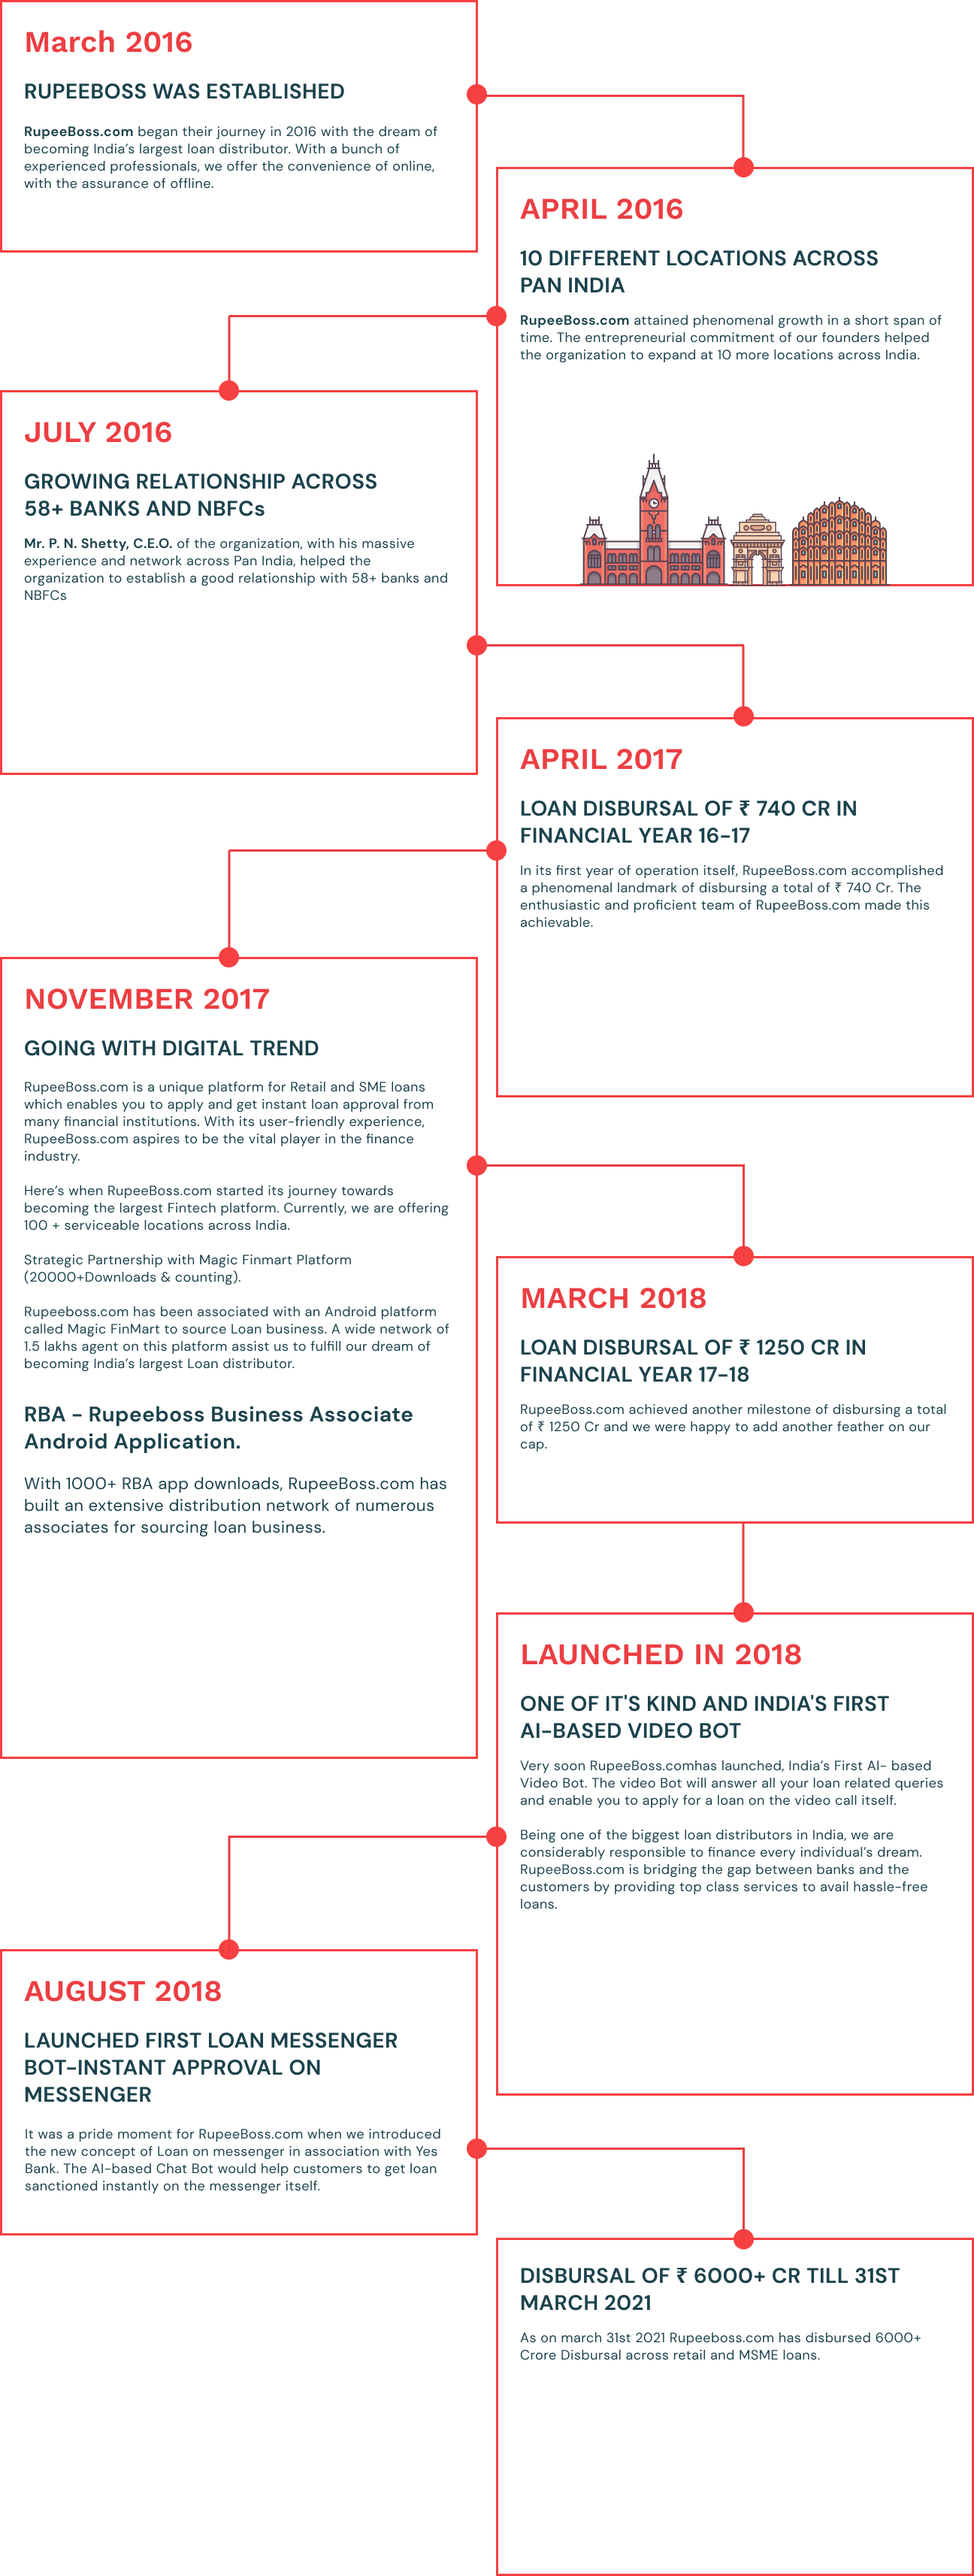 March 2016
RUPEEBOSS WAS ESTABLISHED
RupeeBoss.com began their journey in 2016 with the dream of
becoming India's largest loan distributor. With a bunch of
experienced professionals, we offer the convenience of online,
with the assurance of offline.
APRIL 2016
10 DIFFERENT LOCATIONS ACROSS
PAN INDIA
RupeeBoss.com attained phenomenal growth in a short span of
time. The entrepreneurial commitment of our founders helped
the organization to expand at 10 more locations across India.
JULY 2016
GROWING RELATIONSHIP ACROSS
58+ BANKS AND NBFCs
Mr. P. N. Shetty, C.E.O. of the organization, with his massive
experience and network across Pan India, helped the
organization to establish a good relationship with 58+ banks and
NBFCs
APRIL 2017
LOAN DISBURSAL OF ₹ 740 CR IN
FINANCIAL YEAR 16-17
In its first year of operation itself, RupeeBoss.com accomplished
a phenomenal landmark of disbursing a total of ₹ 740 Cr. The
enthusiastic and proficient team of RupeeBoss.com made this
achievable.
NOVEMBER 2017
GOING WITH DIGITAL TREND
RupeeBoss.com is a unique platform for Retail and SME loans
which enables you to apply and get instant loan approval from
many financial institutions. With its user-friendly experience,
RupeeBoss.com aspires to be the vital player in the finance
industry.
Here's when RupeeBoss.com started its journey towards
becoming the largest Fintech platform. Currently, we are offering
100 + serviceable locations across India.
Strategic Partnership with Magic Finmart Platform
(20000+Downloads & counting).
Rupeeboss.com has been associated with an Android platform
called Magic FinMart to source Loan business. A wide network of
1.5 lakhs agent on this platform assist us to fulfill our dream of
becoming India's largest Loan distributor.
RBA - Rupeeboss Business Associate
Android Application.
With 1000+ RBA app downloads, RupeeBoss.com has
built an extensive distribution network of numerous
associates for sourcing loan business.
MARCH 2018
LOAN DISBURSAL OF ₹ 1250 CR IN
FINANCIAL YEAR 17-18
RupeeBoss.com achieved another milestone of disbursing a total
of ₹ 1250 Cr and we were happy to add another feather on our
cap.
LAUNCHED IN 2018
ONE OF IT'S KIND AND INDIA'S FIRST
AI-BASED VIDEO BOT
Very soon RupeeBoss.comhas launched, India's First AI- based
Video Bot. The video Bot will answer all your loan related queries
and enable you to apply for a loan on the video call itself.
Being one of the biggest loan distributors in India, we are
considerably responsible to finance every individual's dream.
RupeeBoss.com is bridging the gap between banks and the
customers by providing top class services to avail hassle-free
loans.
AUGUST 2018
LAUNCHED FIRST LOAN MESSENGER
BOT-INSTANT APPROVAL ON
MESSENGER
It was a pride moment for RupeeBoss.com when we introduced
the new concept of Loan on messenger in association with Yes
Bank. The AI-based Chat Bot would help customers to get loan
sanctioned instantly on the messenger itself.
DISBURSAL OF ₹ 6000+ CR TILL 31ST
MARCH 2021
As on march 31st 2021 Rupeeboss.com has disbursed 6000+
Crore Disbursal across retail and MSME loans.